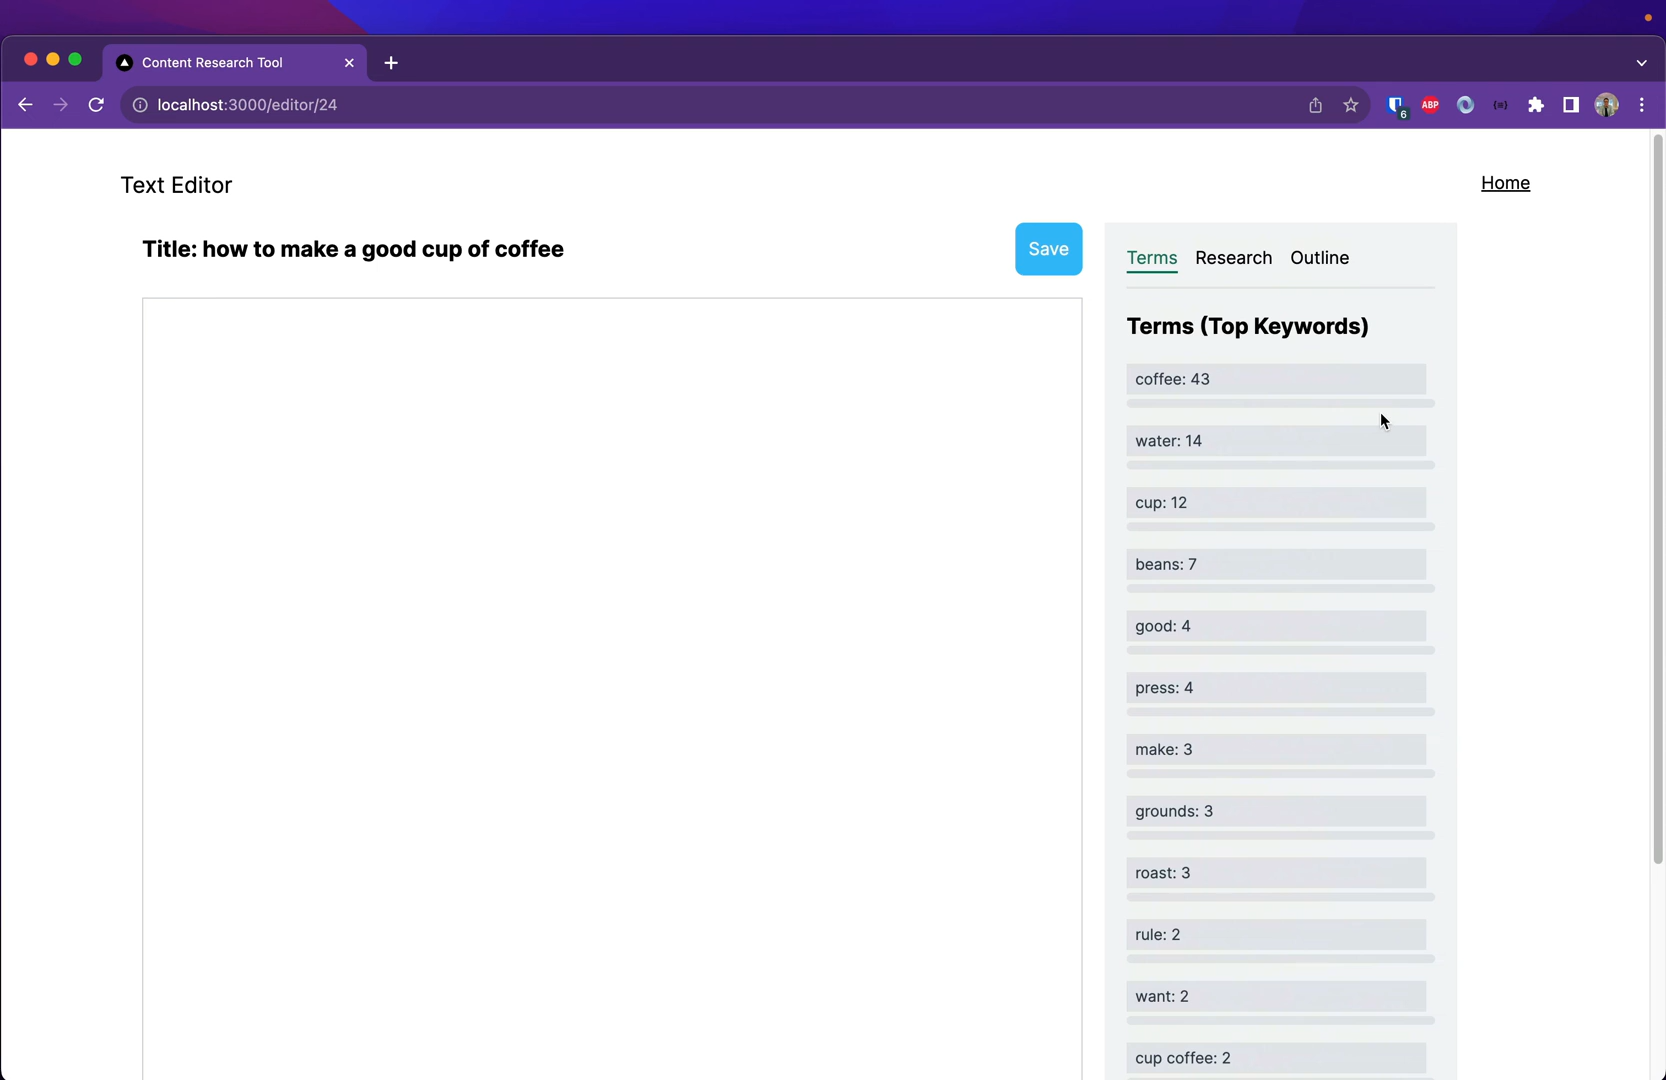 Content Research Tool
localhost:3000/editor/24
6
ABP
Text Editor
Home
Title: how to make a good cup of coffee
Save
Terms Research Outline
Terms (Top Keywords)
coffee: 43
water: 14
cup: 12
beans: 7
good: 4
press: 4
make: 3
grounds: 3
roast: 3
rule: 2
want: 2
cup coffee: 2